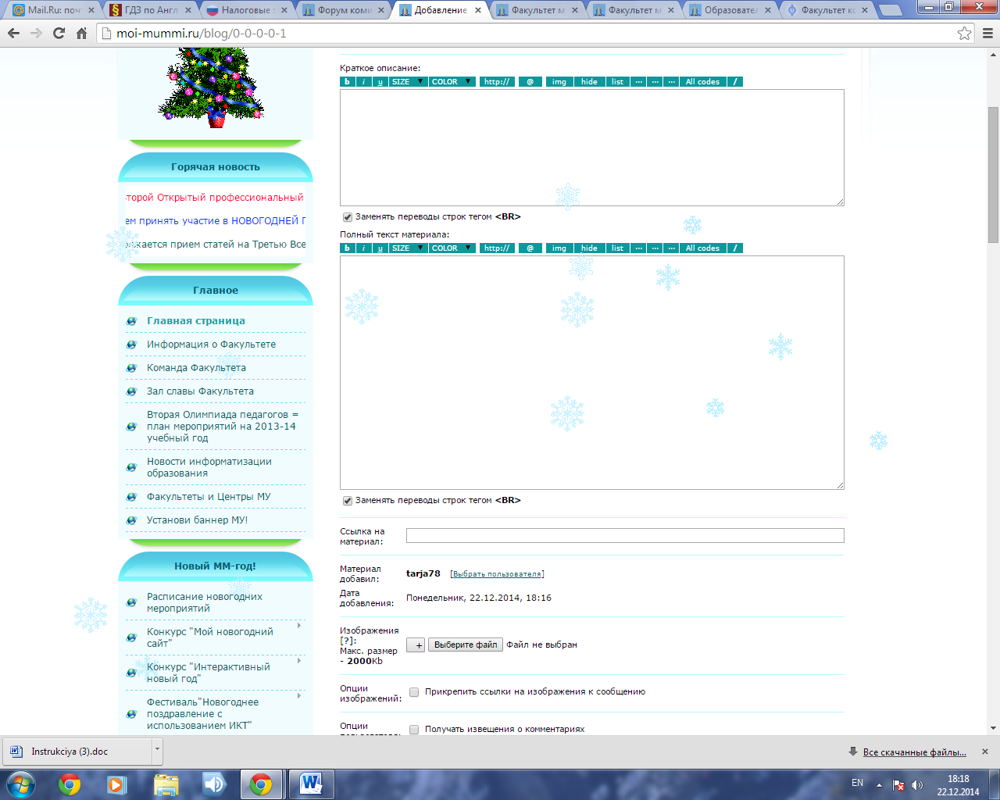 Mail.Ru: поч
ГДЗ по Англ
Налоговые з
Форум коми
Добавление
Факультет м
Факультет м
Образовател
Факультет ко
moi-mummi.ru/blog/0-0-0-0-1
Горячая новость
торой Открытый профессиональный
ем принять участие в НОВОГОДНЕЙ
жается прием статей на Третью Все
Главное
Главная страница
Информация о Факультете
Команда Факультета
Зал славы Факультета
Вторая Олимпиада педагогов =
план мероприятий на 2013-14
учебный год
Новости информатизации
образования
Факультеты и Центры МУ
Установи баннер МУ!
Новый ММ-год!
Расписание новогодних
мероприятий
Конкурс "Мой новогодний
сайт"
Конкурс "Интерактивный
новый год"
Фестиваль"Новогоднее
поздравление с
использованием ИКТ"
Краткое описание:
b i u SIZE ▼ COLOR ▼ http:// @ img hide list ... ... ... All codes /
Заменять переводы строк тегом <BR>
Полный текст материала:
b i u SIZE ▼ COLOR ▼ http:// @ img hide list ... ... ... All codes /
Заменять переводы строк тегом <BR>
Ссылка на
материал:
Материал
добавил:
tarja78 [Выбрать пользователя]
Дата
добавления:
Понедельник, 22.12.2014, 18:16
Изображения
[?]:
Макс. размер
- 2000Kb
+ Выберите файл Файл не выбран
Опции
изображений:
Прикрепить ссылки на изображения к сообщению
Опции
Получать извещения о комментариях
Instrukciya (3).doc
Все скачанные файлы...
EN
18:18
22.12.2014